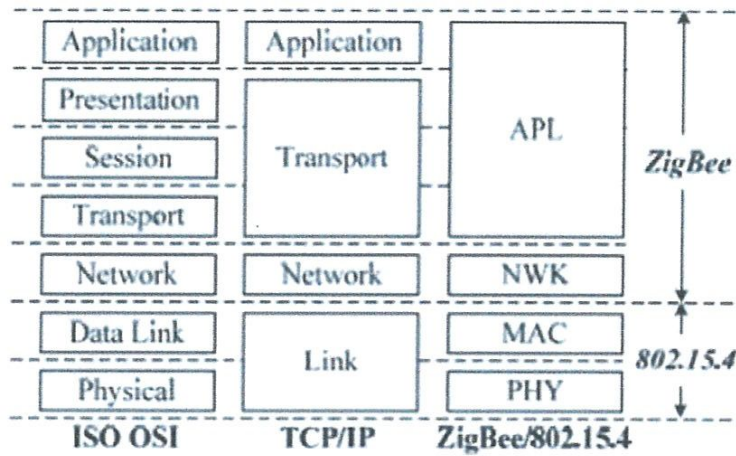 Application Application
Presentation
Session Transport APL ZigBee
Transport
Network Network NWK
Data Link MAC
Link 802.15.4
Physical PHY
ISO OSI TCP/IP ZigBee/802.15.4